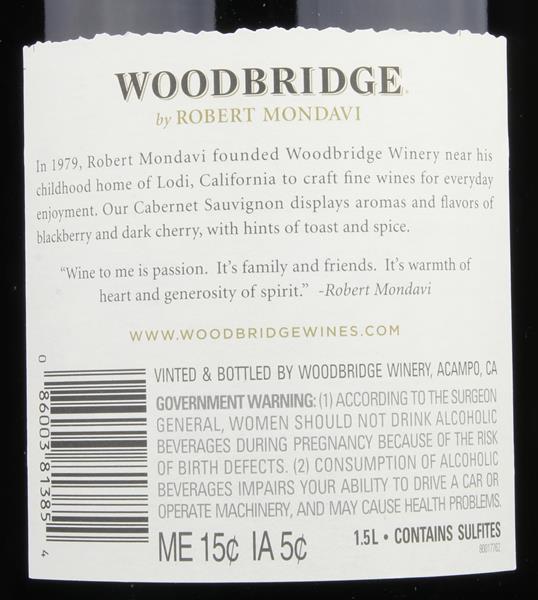 WOODBRIDGE
by ROBERT MONDAVI
In 1979, Robert Mondavi founded Woodbridge Winery near his
childhood home of Lodi, California to craft fine wines for everyday
enjoyment. Our Cabernet Sauvignon displays aromas and flavors of
blackberry and dark cherry, with hints of toast and spice.
“Wine to me is passion. It’s family and friends. It’s warmth of
heart and generosity of spirit.” -Robert Mondavi
WWW.WOODBRIDGEWINES.COM
VINTED & BOTTLED BY WOODBRIDGE WINERY, ACAMPO, CA
GOVERNMENT WARNING: (1) ACCORDING TO THE SURGEON
GENERAL, WOMEN SHOULD NOT DRINK ALCOHOLIC
BEVERAGES DURING PREGNANCY BECAUSE OF THE RISK
OF BIRTH DEFECTS. (2) CONSUMPTION OF ALCOHOLIC
BEVERAGES IMPAIRS YOUR ABILITY TO DRIVE A CAR OR
OPERATE MACHINERY, AND MAY CAUSE HEALTH PROBLEMS.
ME 15¢ IA 5¢
1.5L • CONTAINS SULFITES
0 86003 81385 4